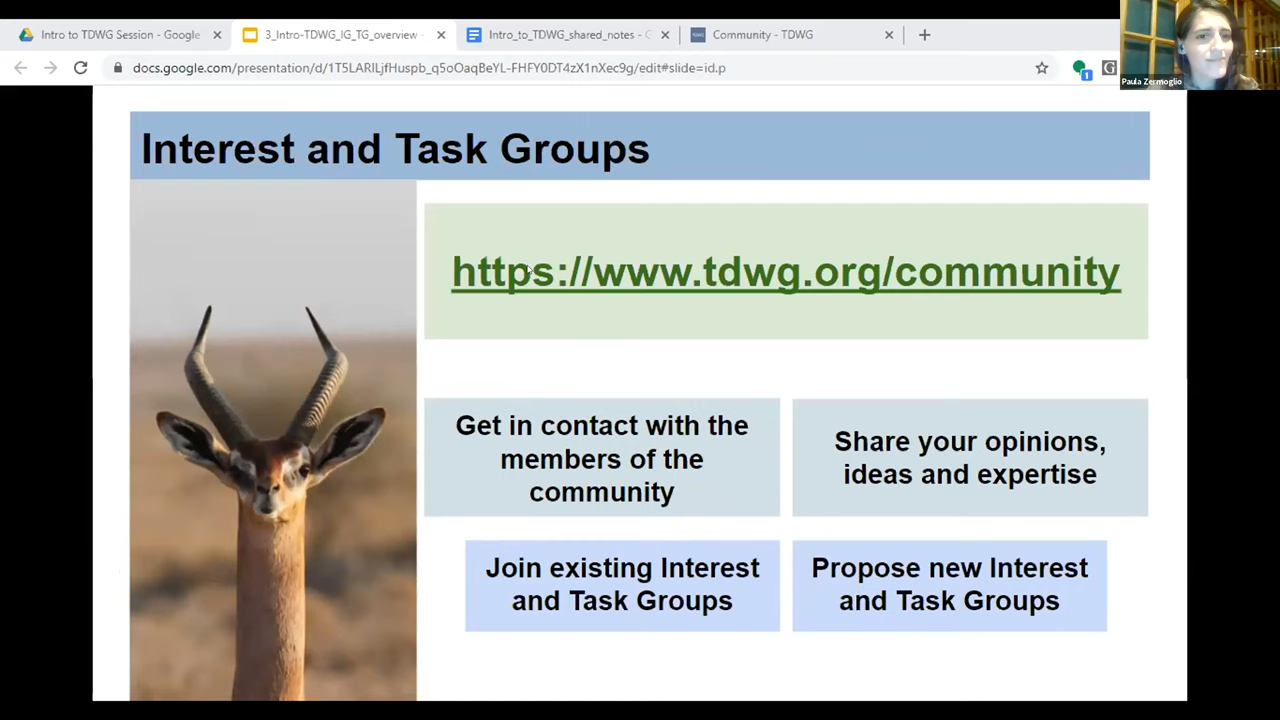 Intro to TDWG Session - Google
3_Intro-TDWG_IG_TG_overview -
Intro_to_TDWG_shared_notes - G
Community - TDWG
docs.google.com/presentation/d/1T5LARlLjfHuspb_q5oOaqBeYL-FHFY0DT4zX1nXec9g/edit#slide=id.p
1
G
Paula Zermoglio
Interest and Task Groups
https://www.tdwg.org/community
Get in contact with the
members of the
community
Share your opinions,
ideas and expertise
Join existing Interest
and Task Groups
Propose new Interest
and Task Groups